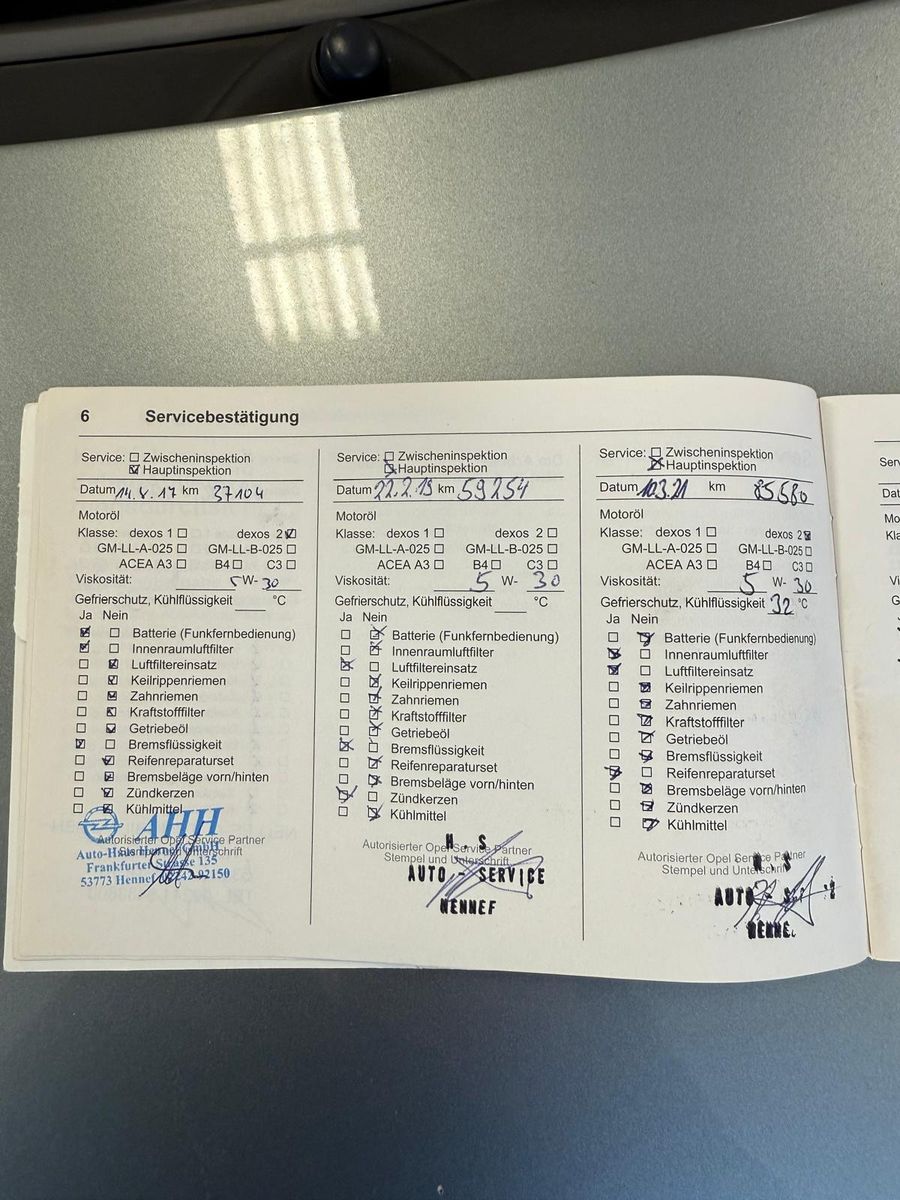 6 Servicebestätigung
Service: Zwischeninspektion
Hauptinspektion
Datum 14. km 37104
Motoröl
Klasse: dexos 1 dexos 2
GM-LL-A-025 GM-LL-B-025
ACEA A3 B4 C3
Viskosität: 5 W- 30
Gefrierschutz, Kühlflüssigkeit °C
Ja Nein
Batterie (Funkfernbedienung)
Innenraumluftfilter
Luftfiltereinsatz
Keilrippenriemen
Zahnriemen
Kraftstofffilter
Getriebeöl
Bremsflüssigkeit
Reifenreparaturset
Bremsbeläge vorn/hinten
Zündkerzen
Kühlmittel
AHH
Autorisierter Opel Service Partner
Auto-Haus Hennef GmbH
Frankfurter Strasse 135
53773 Hennef
Service: Zwischeninspektion
Hauptinspektion
Datum 22.2.19 km 59254
Motoröl
Klasse: dexos 1 dexos 2
GM-LL-A-025 GM-LL-B-025
ACEA A3 B4 C3
Viskosität: 5 W- 30
Gefrierschutz, Kühlflüssigkeit °C
Ja Nein
Batterie (Funkfernbedienung)
Innenraumluftfilter
Luftfiltereinsatz
Keilrippenriemen
Zahnriemen
Kraftstofffilter
Getriebeöl
Bremsflüssigkeit
Reifenreparaturset
Bremsbeläge vorn/hinten
Zündkerzen
Kühlmittel
H.S
Autorisierter Opel Service Partner
Stempel und Unterschrift
AUTO - SERVICE
HENNEF
Service: Zwischeninspektion
Hauptinspektion
Datum km 85580
Motoröl
Klasse: dexos 1 dexos 2
GM-LL-A-025 GM-LL-B-025
ACEA A3 B4 C3
Viskosität: 5 W- 30
Gefrierschutz, Kühlflüssigkeit 32 °C
Ja Nein
Batterie (Funkfernbedienung)
Innenraumluftfilter
Luftfiltereinsatz
Keilrippenriemen
Zahnriemen
Kraftstofffilter
Getriebeöl
Bremsflüssigkeit
Reifenreparaturset
Bremsbeläge vorn/hinten
Zündkerzen
Kühlmittel
Autorisierter Opel Service Partner
Stempel und Unterschrift
AUTO